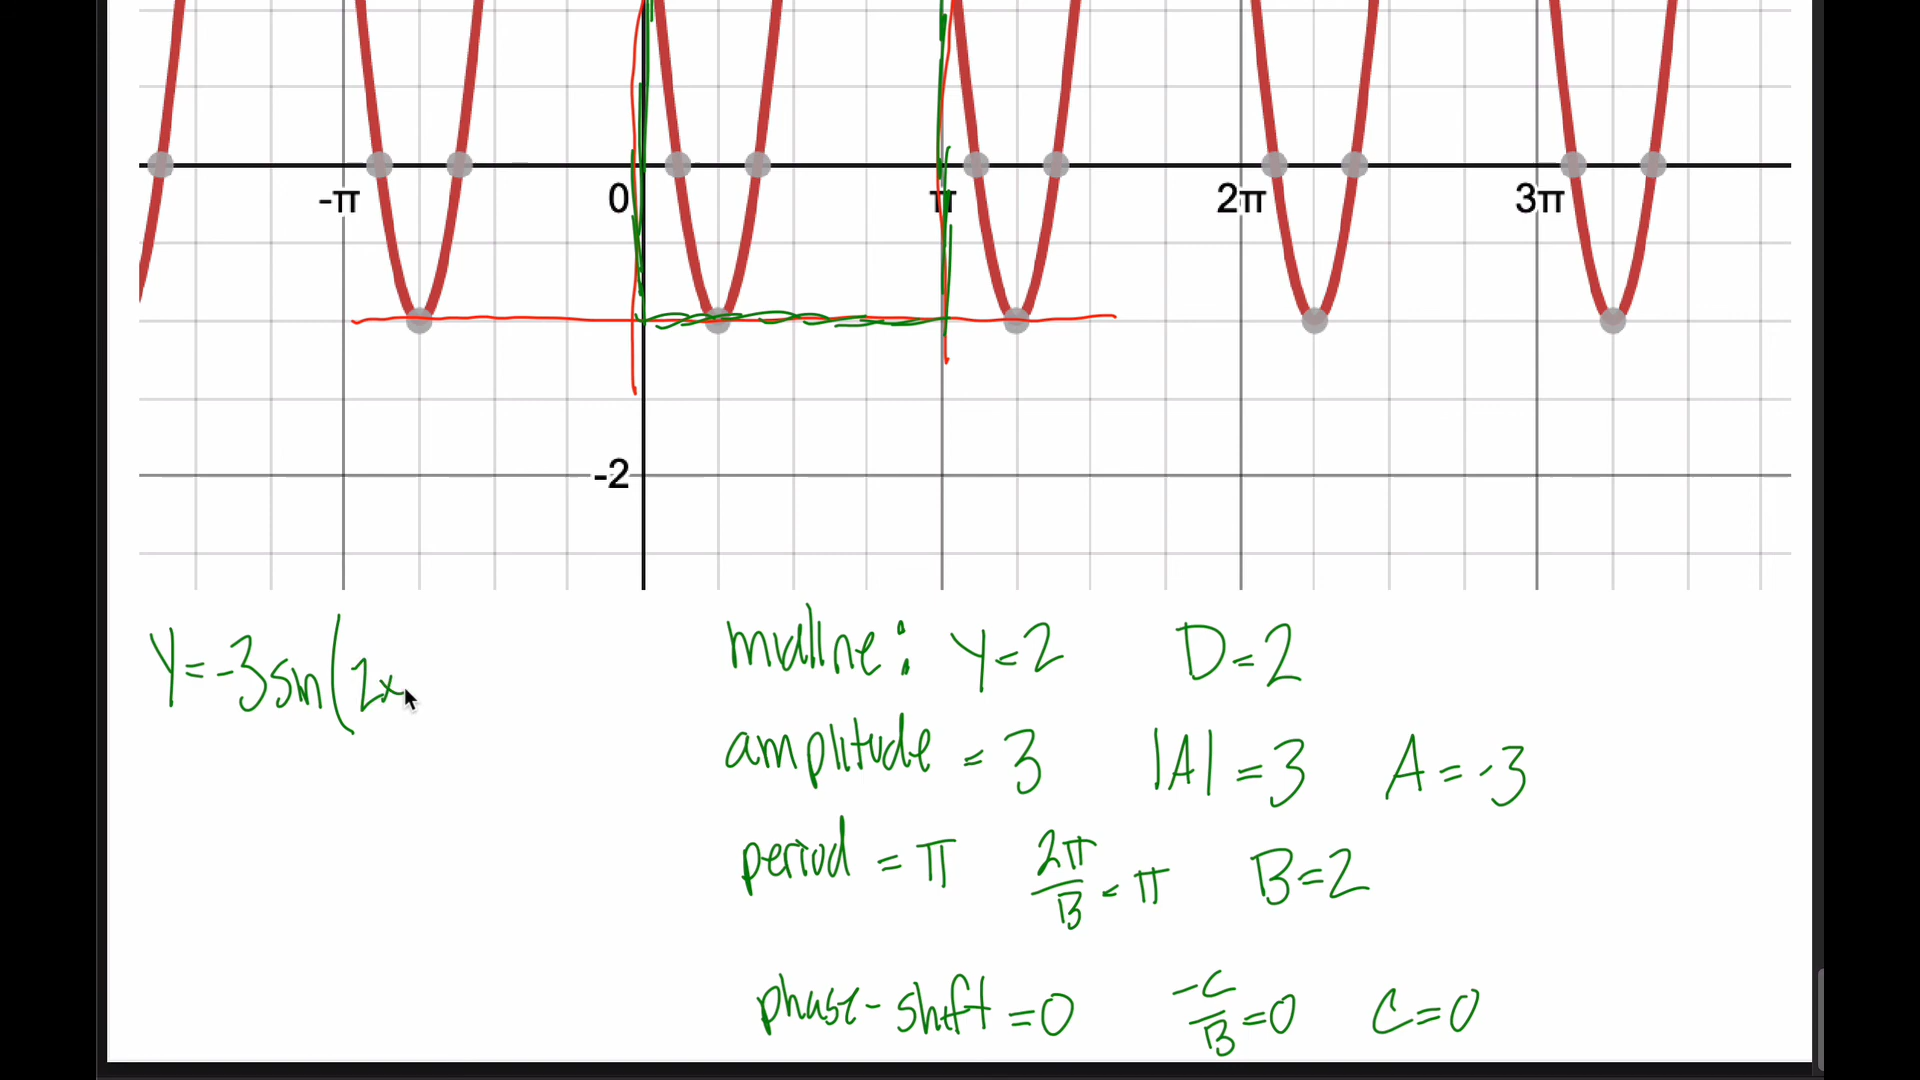 -π 0 π 2π 3π
-2
Y=-3sin(2x
midline: Y=2 D=2
amplitude = 3 |A|=3 A=-3
period = π 2π/B=π B=2
phase-shift=0 -C/B=0 C=0